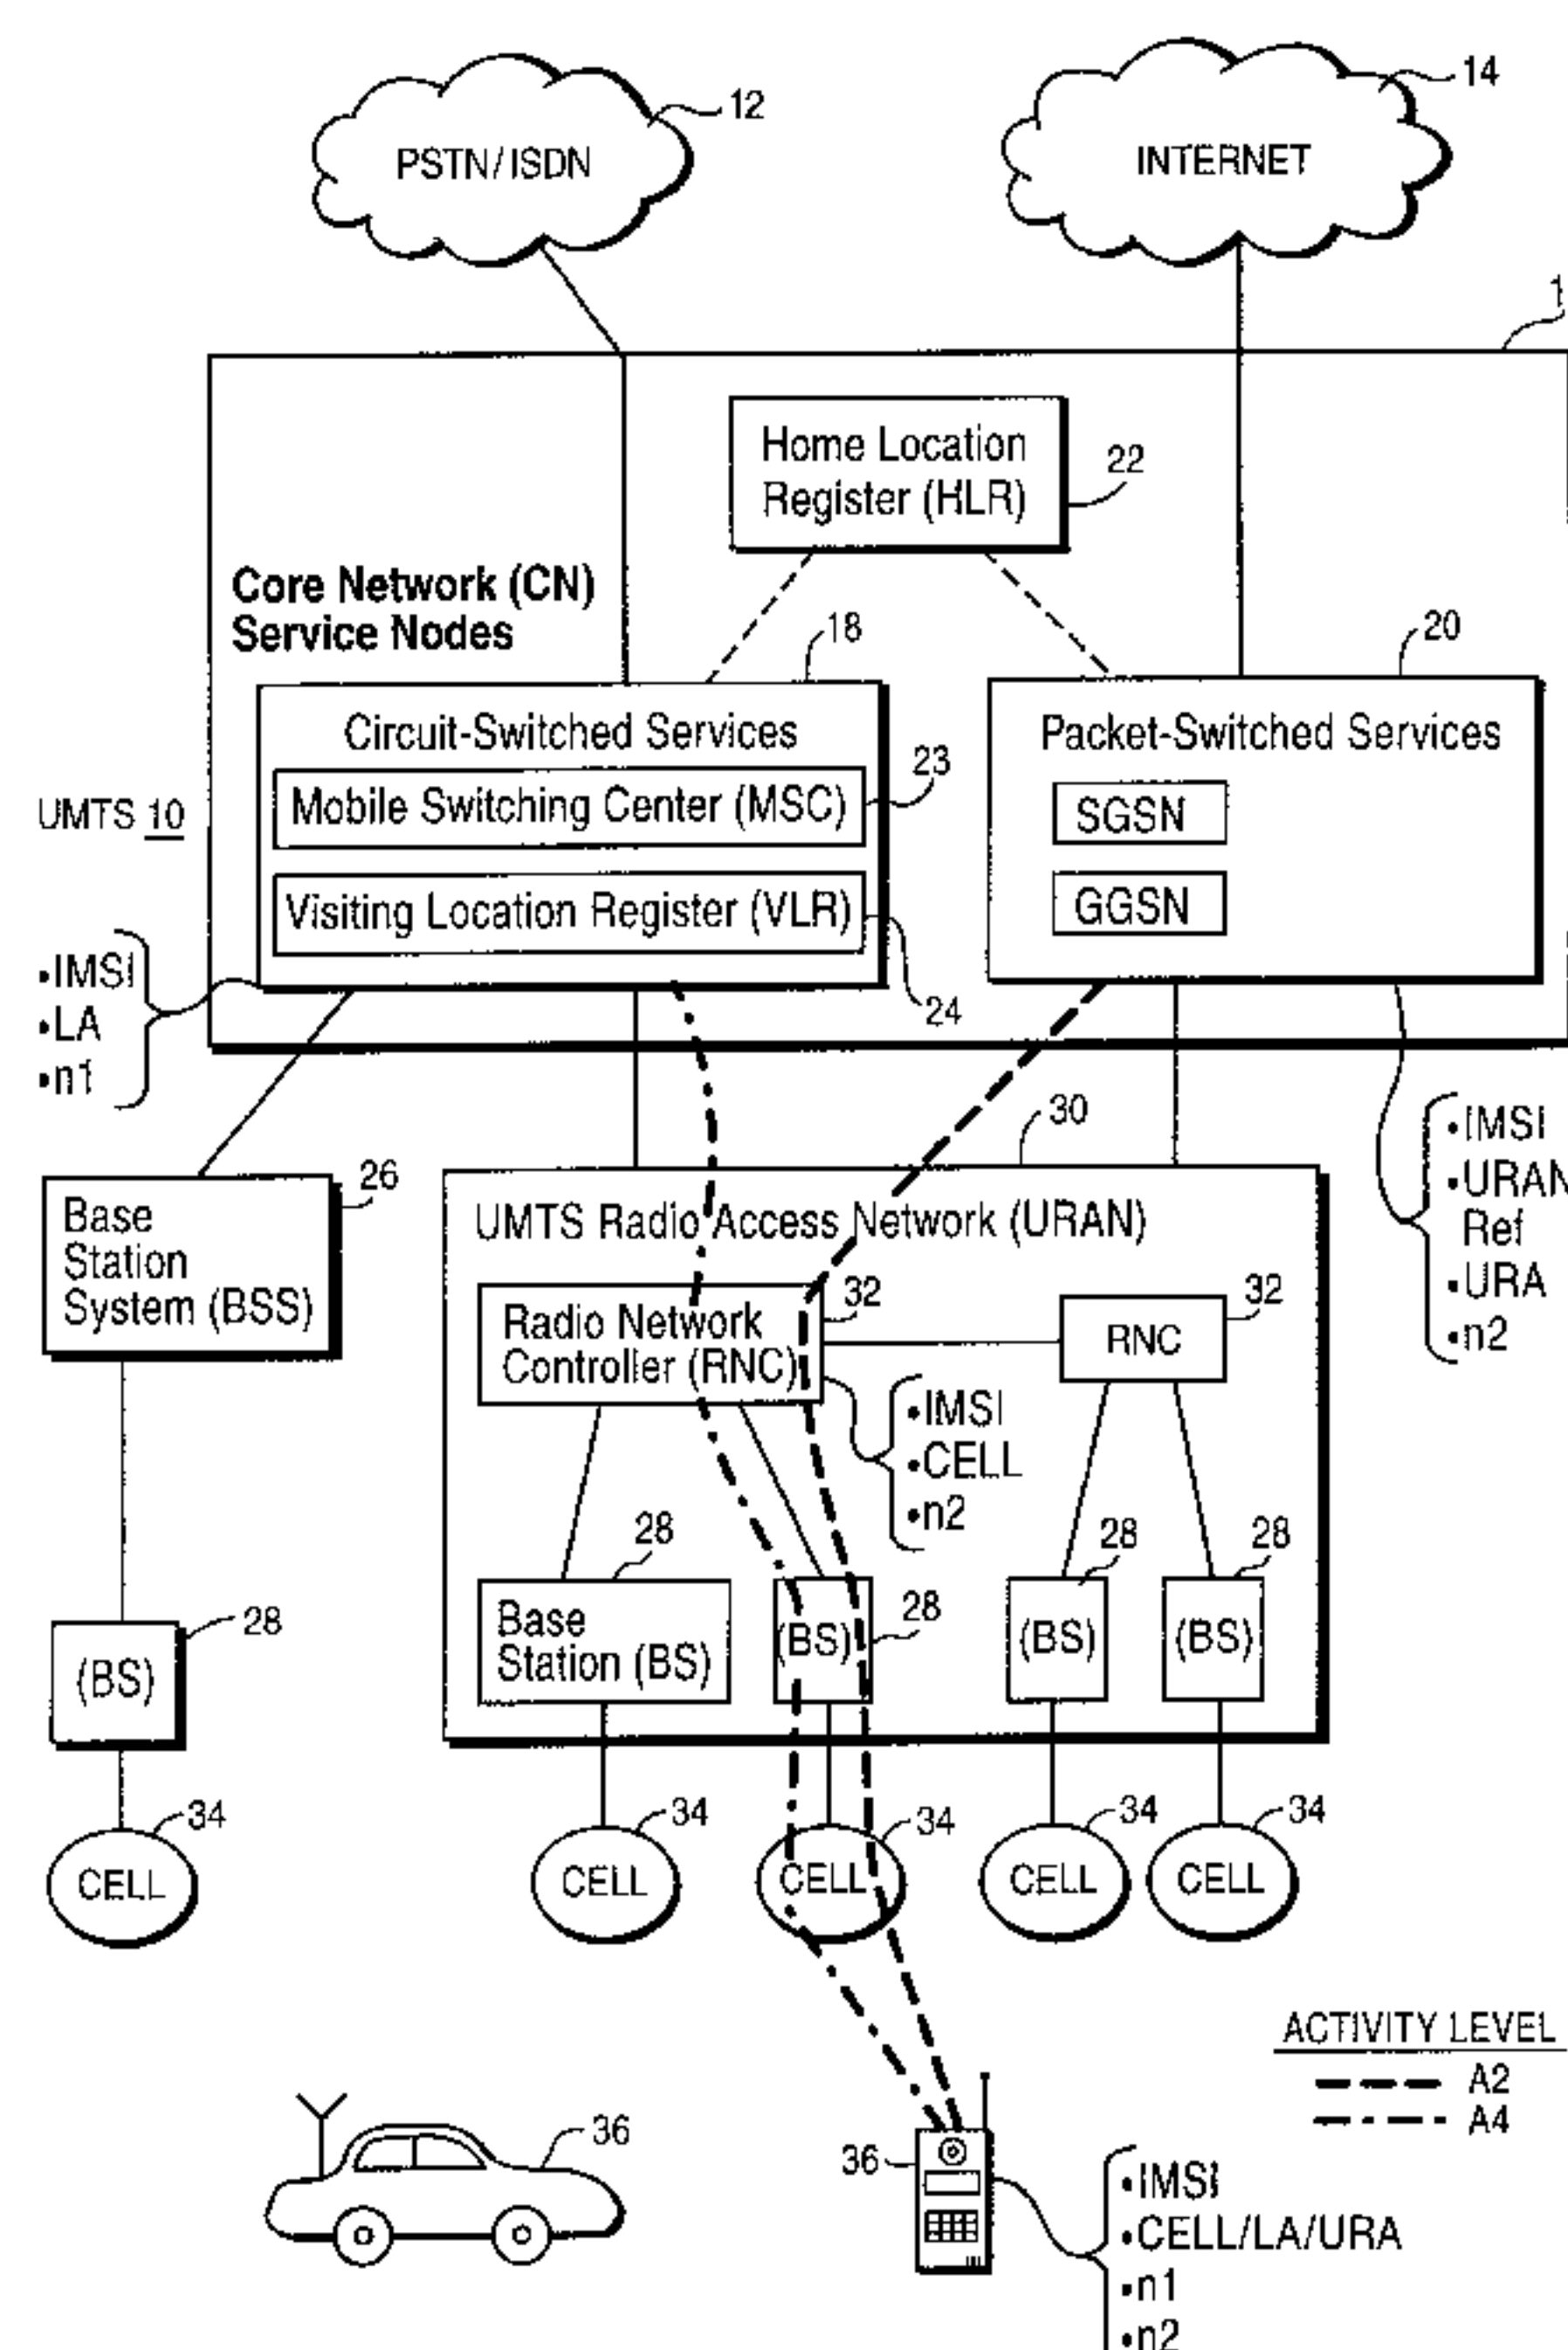 12
14
PSTN/ISDN
INTERNET
1
Home Location
Register (HLR)
22
Core Network (CN)
Service Nodes
18
20
Circuit-Switched Services
Packet-Switched Services
23
Mobile Switching Center (MSC)
SGSN
UMTS 10
Visiting Location Register (VLR)
GGSN
•IMSI
•LA
•n1
24
30
•IMSI
•URAN
Ref
•URA
•n2
26
Base
Station
System (BSS)
UMTS Radio Access Network (URAN)
32
Radio Network
Controller (RNC)
32
RNC
•IMSI
•CELL
•n2
28
28
28
28
28
Base
Station (BS)
(BS)
(BS)
(BS)
(BS)
34
34
34
34
34
CELL
CELL
CELL
CELL
CELL
ACTIVITY LEVEL
A2
A4
36
36
•IMSI
•CELL/LA/URA
•n1
•n2